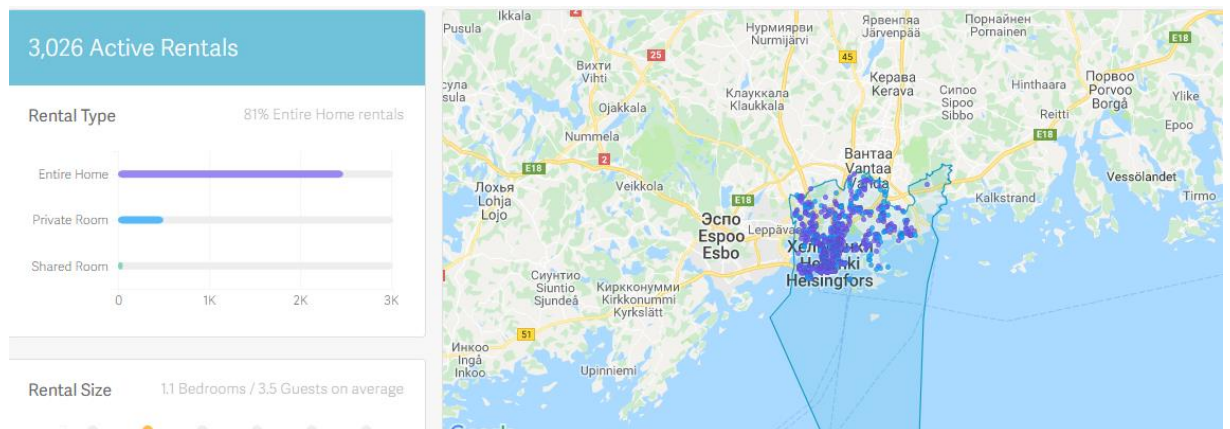 3,026 Active Rentals
Rental Type
81% Entire Home rentals
Entire Home
Private Room
Shared Room
0
1K
2K
3K
Rental Size
1.1 Bedrooms / 3.5 Guests on average
Ikkala
Pusula
2
25
Вихти
Vihti
Ojakkala
Nummela
2
E18
Лохья
Lohja
Lojo
Veikkola
Нурмиярви
Nurmijärvi
45
Клауккала
Klaukkala
Ярвенпяа
Järvenpää
Порнайнен
Pornainen
E18
Керава
Kerava
Сипоо
Sipoo
Sibbo
Hinthaara
Reitti
Порвоо
Porvoo
Borgå
Ylike
Epoo
E18
Вантаа
Vantaa
Vanda
Vessölandet
Kalkstrand
Tirmo
E18
Эспо
Espoo
Esbo
Helsingfors
Сиунтио
Siuntio
Sjundeå
Киркконумми
Kirkkonummi
Kyrkslätt
51
Инкоо
Ingå
Inkoo
Upinniemi